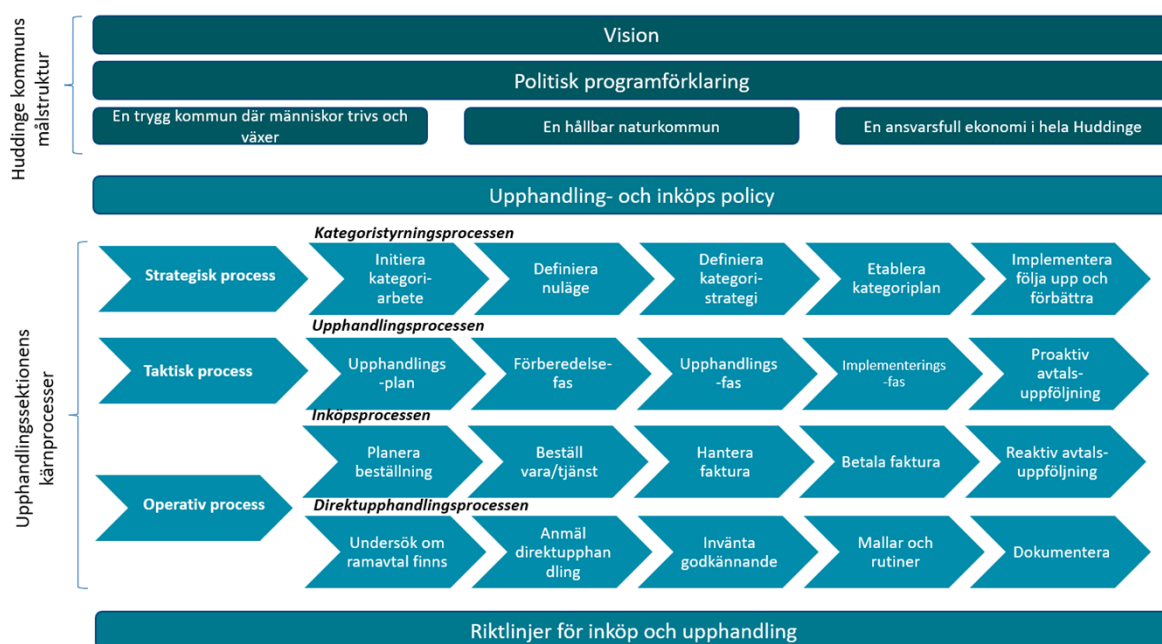 Huddinge kommuns
målstruktur
Vision
Politisk programförklaring
En trygg kommun där människor trivs och
växer
En hållbar naturkommun
En ansvarsfull ekonomi i hela Huddinge
Upphandling- och inköps policy
Upphandlingssektionens
kärnprocesser
Kategoristyrningsprocessen
Strategisk process
Initiera
kategori-
arbete
Definiera
nuläge
Definiera
kategori-
strategi
Etablera
kategoriplan
Implementera
följa upp och
förbättra
Upphandlingsprocessen
Taktisk process
Upphandlings
-plan
Förberedelse-
fas
Upphandlings
-fas
Implementerings
-fas
Proaktiv
avtals-
uppföljning
Inköpsprocessen
Operativ process
Planera
beställning
Beställ
vara/tjänst
Hantera
faktura
Betala faktura
Reaktiv avtals-
uppföljning
Direktupphandlingsprocessen
Undersök om
ramavtal finns
Anmäl
direktupphan
dling
Invänta
godkännande
Mallar och
rutiner
Dokumentera
Riktlinjer för inköp och upphandling